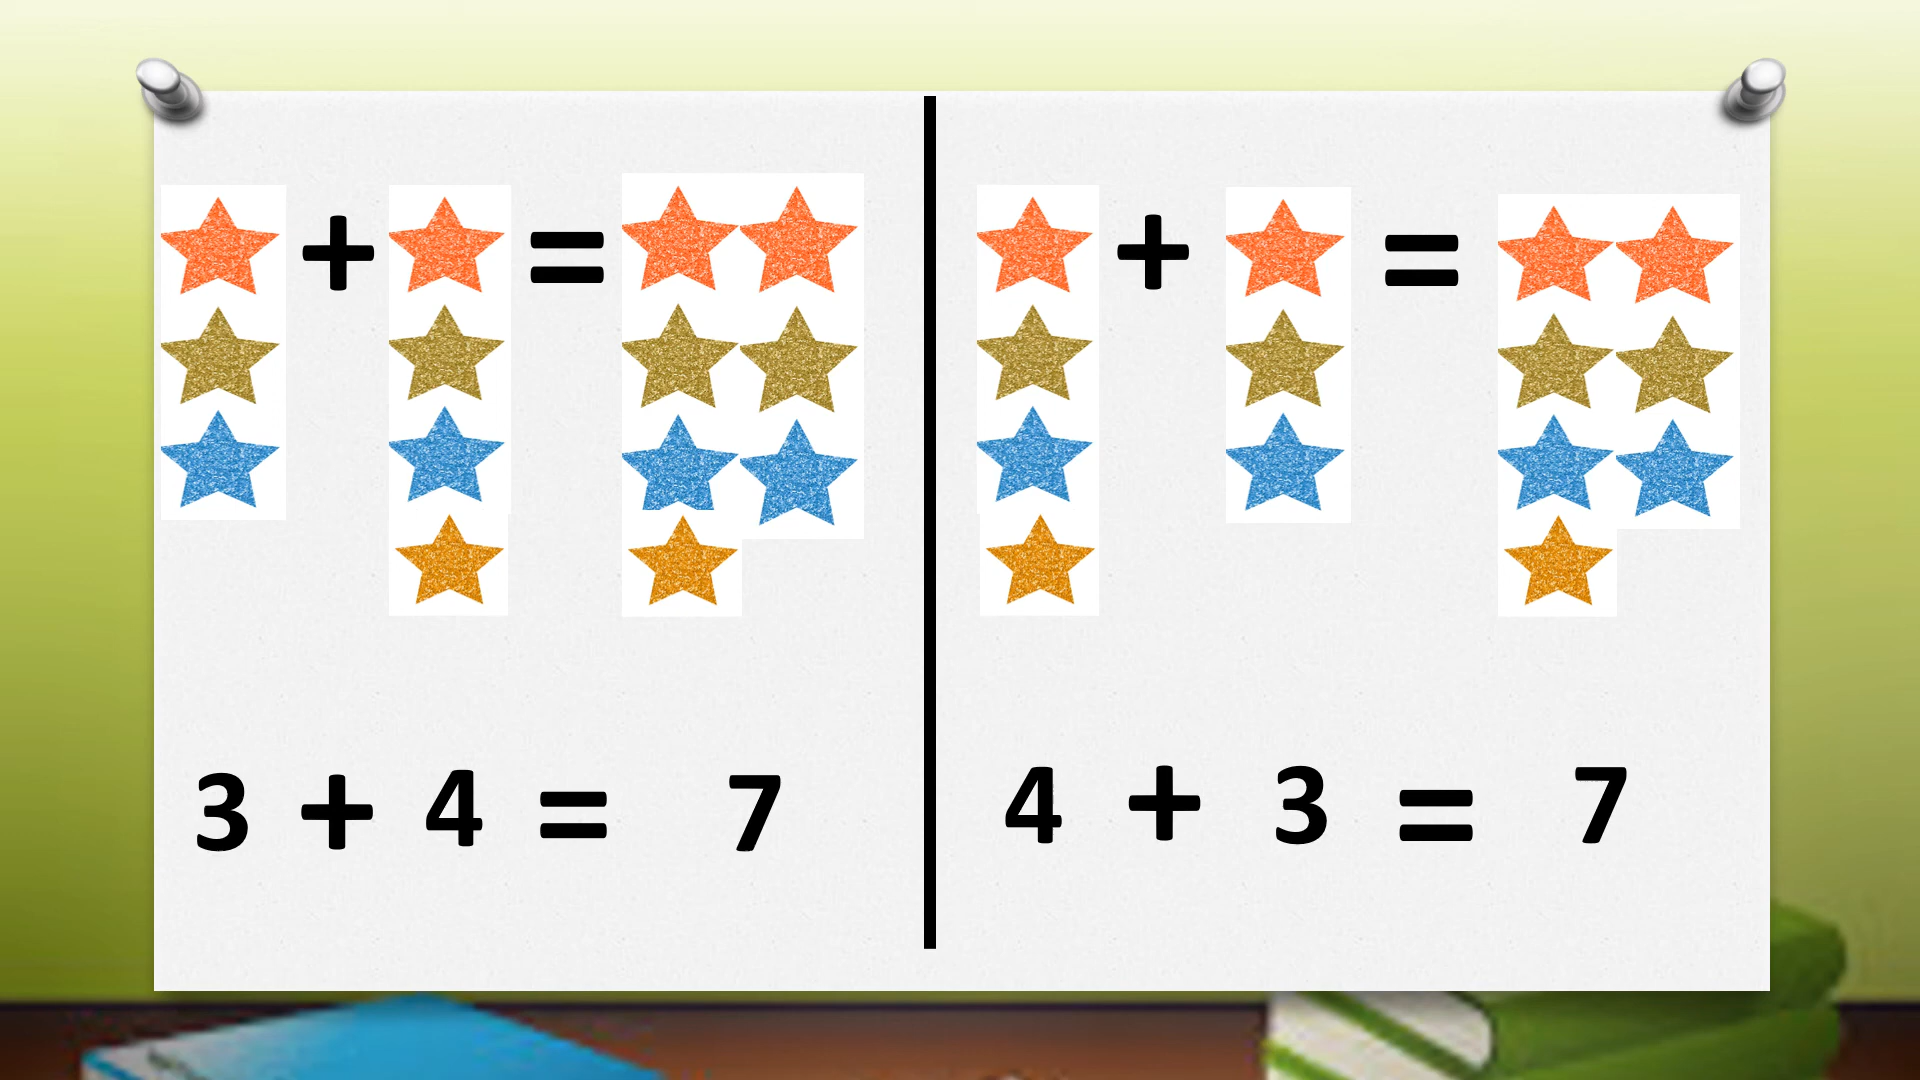 + =
+ =
3 + 4 = 7
4 + 3 = 7